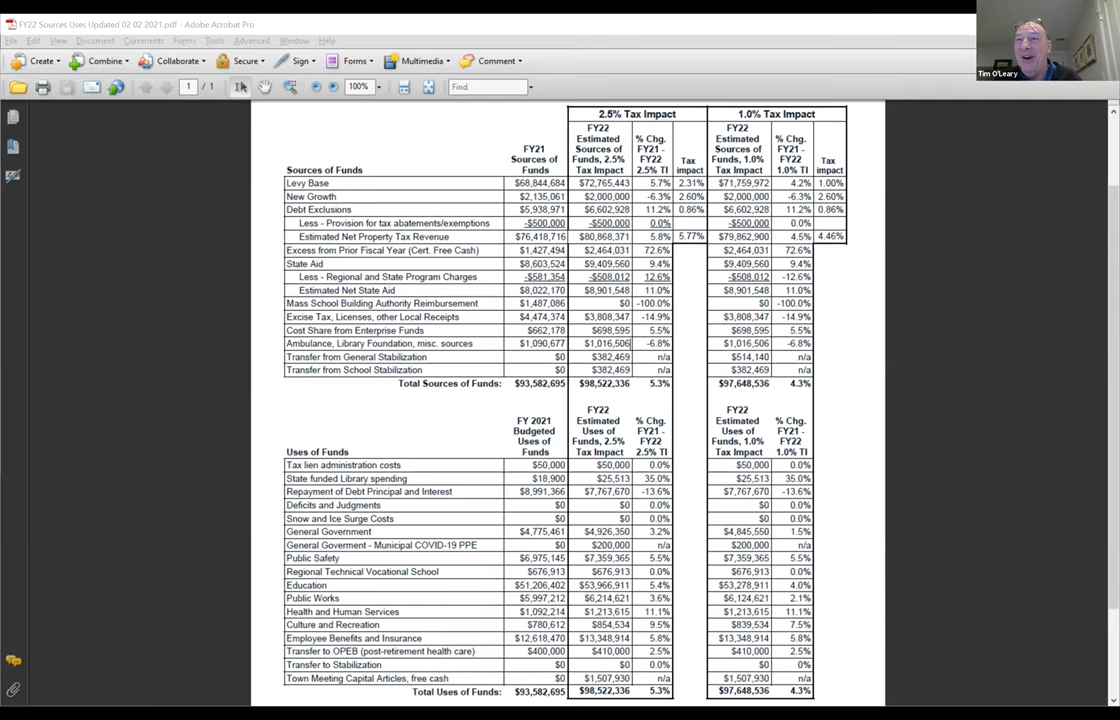 FY22 Sources Uses Updated 02 02 2021.pdf - Adobe Acrobat Pro
File Edit View Document Comments Forms Tools Advanced Window Help
Create Combine Collaborate Secure Sign Forms Multimedia Comment
1 / 1 100% Find
Tim O'Leary
2.5% Tax Impact 1.0% Tax Impact
Sources of Funds FY21 Sources of Funds FY22 Estimated Sources of Funds, 2.5% Tax Impact % Chg. FY21 - FY22 2.5% TI Tax impact FY22 Estimated Sources of Funds, 1.0% Tax Impact % Chg. FY21 - FY22 1.0% TI Tax impact
Levy Base $68,844,684 $72,765,443 5.7% 2.31% $71,759,972 4.2% 1.00%
New Growth $2,135,061 $2,000,000 -6.3% 2.60% $2,000,000 -6.3% 2.60%
Debt Exclusions $5,938,971 $6,602,928 11.2% 0.86% $6,602,928 11.2% 0.86%
Less - Provision for tax abatements/exemptions -$500,000 -$500,000 0.0% -$500,000 0.0%
Estimated Net Property Tax Revenue $76,418,716 $80,868,371 5.8% 5.77% $79,862,900 4.5% 4.46%
Excess from Prior Fiscal Year (Cert. Free Cash) $1,427,494 $2,464,031 72.6% $2,464,031 72.6%
State Aid $8,603,524 $9,409,560 9.4% $9,409,560 9.4%
Less - Regional and State Program Charges -$581,354 -$508,012 12.6% -$508,012 -12.6%
Estimated Net State Aid $8,022,170 $8,901,548 11.0% $8,901,548 11.0%
Mass School Building Authority Reimbursement $1,487,086 $0 -100.0% $0 -100.0%
Excise Tax, Licenses, other Local Receipts $4,474,374 $3,808,347 -14.9% $3,808,347 -14.9%
Cost Share from Enterprise Funds $662,178 $698,595 5.5% $698,595 5.5%
Ambulance, Library Foundation, misc. sources $1,090,677 $1,016,506 -6.8% $1,016,506 -6.8%
Transfer from General Stabilization $0 $382,469 n/a $514,140 n/a
Transfer from School Stabilization $0 $382,469 n/a $382,469 n/a
Total Sources of Funds: $93,582,695 $98,522,336 5.3% $97,648,536 4.3%
Uses of Funds FY 2021 Budgeted Uses of Funds FY22 Estimated Uses of Funds, 2.5% Tax Impact % Chg. FY21 - FY22 2.5% TI FY22 Estimated Uses of Funds, 1.0% Tax Impact % Chg. FY21 - FY22 1.0% TI
Tax lien administration costs $50,000 $50,000 0.0% $50,000 0.0%
State funded Library spending $18,900 $25,513 35.0% $25,513 35.0%
Repayment of Debt Principal and Interest $8,991,366 $7,767,670 -13.6% $7,767,670 -13.6%
Deficits and Judgments $0 $0 0.0% $0 0.0%
Snow and Ice Surge Costs $0 $0 0.0% $0 0.0%
General Government $4,775,461 $4,926,350 3.2% $4,845,550 1.5%
General Goverment - Municipal COVID-19 PPE $0 $200,000 n/a $200,000 n/a
Public Safety $6,975,145 $7,359,365 5.5% $7,359,365 5.5%
Regional Technical Vocational School $676,913 $676,913 0.0% $676,913 0.0%
Education $51,206,402 $53,966,911 5.4% $53,278,911 4.0%
Public Works $5,997,212 $6,214,621 3.6% $6,124,621 2.1%
Health and Human Services $1,092,214 $1,213,615 11.1% $1,213,615 11.1%
Culture and Recreation $780,612 $854,534 9.5% $839,534 7.5%
Employee Benefits and Insurance $12,618,470 $13,348,914 5.8% $13,348,914 5.8%
Transfer to OPEB (post-retirement health care) $400,000 $410,000 2.5% $410,000 2.5%
Transfer to Stabilization $0 $0 0.0% $0 0%
Town Meeting Capital Articles, free cash $0 $1,507,930 n/a $1,507,930 n/a
Total Uses of Funds: $93,582,695 $98,522,336 5.3% $97,648,536 4.3%